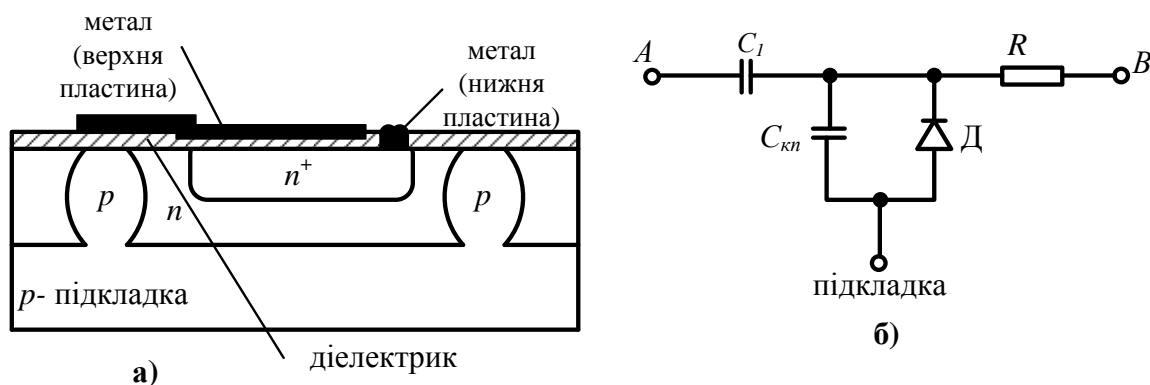 метал
(верхня
пластина)
метал
(нижня
пластина)
n⁺
p
n
p
p- підкладка
діелектрик
а)
A
C₁
R
B
Cкп
Д
підкладка
б)